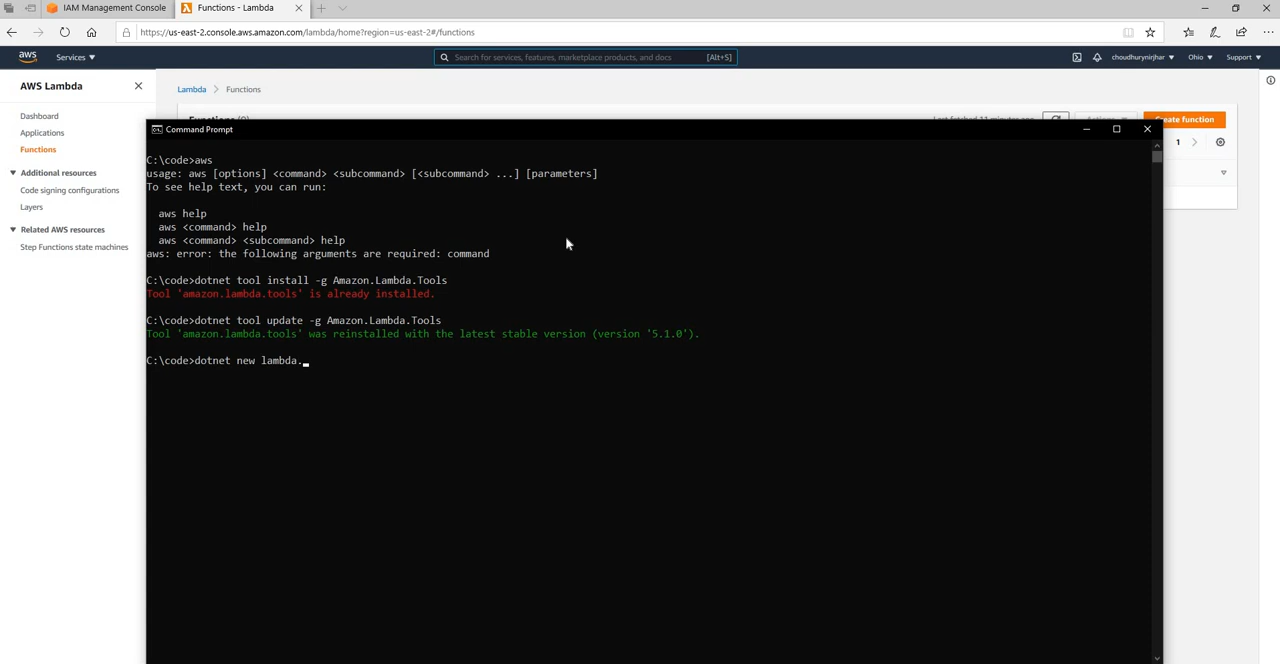 IAM Management Console
Functions - Lambda
https://us-east-2.console.aws.amazon.com/lambda/home?region=us-east-2#/functions
aws
Services
Search for services, features, marketplace products, and docs
[Alt+S]
choudhurynirjhar
Ohio
Support
AWS Lambda
Dashboard
Applications
Functions
Additional resources
Code signing configurations
Layers
Related AWS resources
Step Functions state machines
Lambda > Functions
Create function
1
Command Prompt
C:\code>aws
usage: aws [options] <command> <subcommand> [<subcommand> ...] [parameters]
To see help text, you can run:
aws help
aws <command> help
aws <command> <subcommand> help
aws: error: the following arguments are required: command
C:\code>dotnet tool install -g Amazon.Lambda.Tools
Tool 'amazon.lambda.tools' is already installed.
C:\code>dotnet tool update -g Amazon.Lambda.Tools
Tool 'amazon.lambda.tools' was reinstalled with the latest stable version (version '5.1.0').
C:\code>dotnet new lambda.